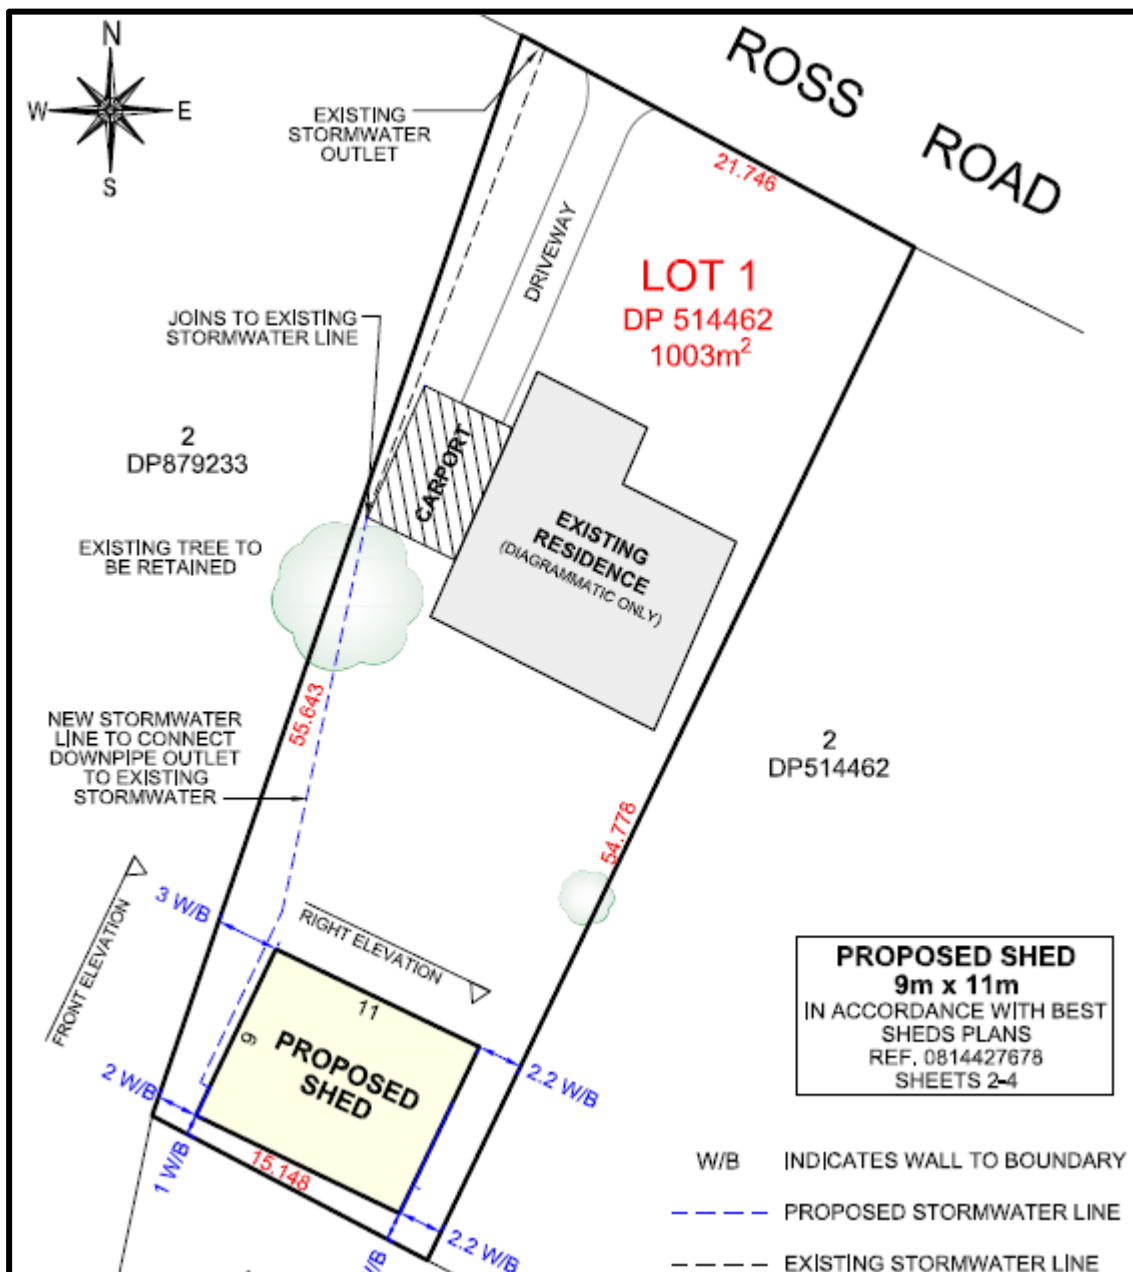 N
W E
S
ROSS ROAD
EXISTING
STORMWATER
OUTLET
21.746
DRIVEWAY
LOT 1
DP 514462
1003m²
JOINS TO EXISTING
STORMWATER LINE
2
DP879233
CARPORT
EXISTING
RESIDENCE
(DIAGRAMMATIC ONLY)
EXISTING TREE TO
BE RETAINED
55.643
NEW STORMWATER
LINE TO CONNECT
DOWNPIPE OUTLET
TO EXISTING
STORMWATER
2
DP514462
54.778
3 W/B
RIGHT ELEVATION
FRONT ELEVATION
11
9
PROPOSED
SHED
2 W/B
2.2 W/B
1 W/B
15.148
2.2 W/B
W/B
PROPOSED SHED
9m x 11m
IN ACCORDANCE WITH BEST
SHEDS PLANS
REF. 0814427678
SHEETS 2-4
W/B INDICATES WALL TO BOUNDARY
PROPOSED STORMWATER LINE
EXISTING STORMWATER LINE